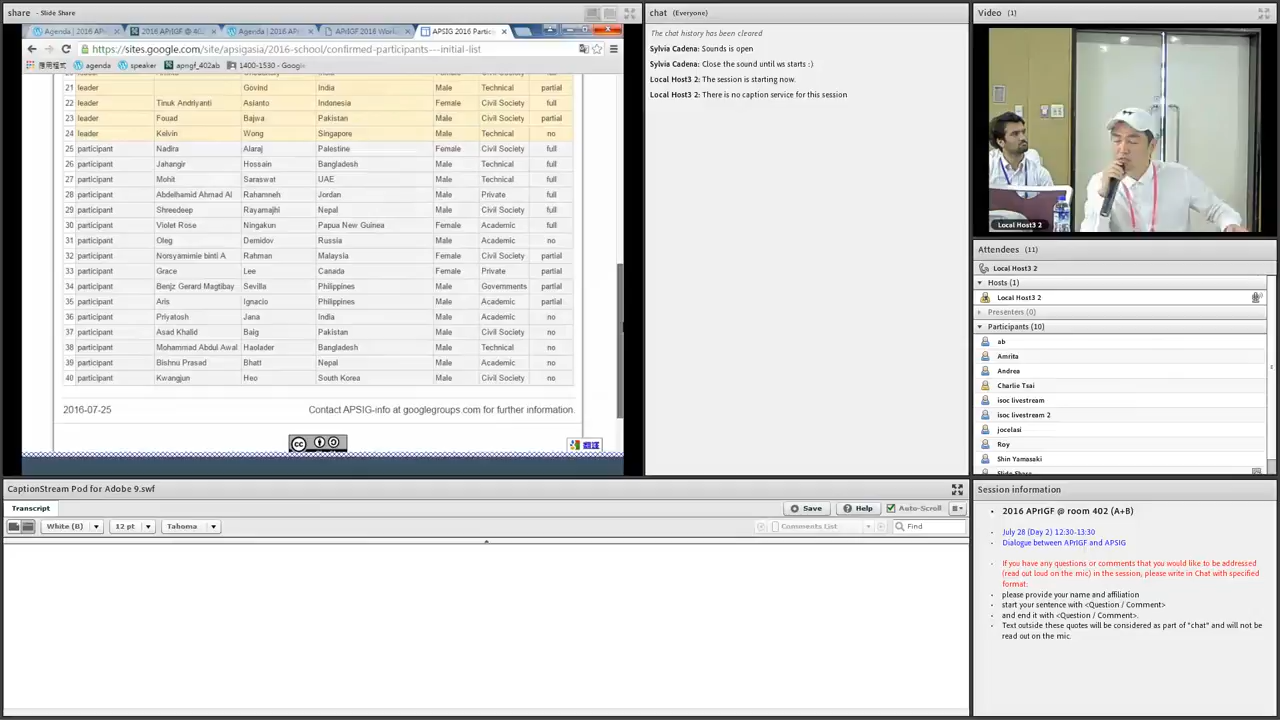 share - Slide Share
Agenda | 2016 AP
2016 APrIGF @ 40
Agenda | 2016 AP
APrIGF 2016 Work
APSIG 2016 Partic
https://sites.google.com/site/apsigasia/2016-school/confirmed-participants---initial-list
應用程式 agenda speaker apngf_402ab 1400-1530 - Google
21 leader Govind India Male Technical partial
22 leader Tinuk Andriyanti Asianto Indonesia Female Civil Society full
23 leader Fouad Bajwa Pakistan Male Civil Society partial
24 leader Kelvin Wong Singapore Male Technical no
25 participant Nadira Alaraj Palestine Female Civil Society full
26 participant Jahangir Hossain Bangladesh Male Technical full
27 participant Mohit Saraswat UAE Male Technical full
28 participant Abdelhamid Ahmad Al Rahamneh Jordan Male Private full
29 participant Shreedeep Rayamajhi Nepal Male Civil Society full
30 participant Violet Rose Ningakun Papua New Guinea Female Academic full
31 participant Oleg Demidov Russia Male Academic no
32 participant Norsyamimie binti A Rahman Malaysia Female Civil Society partial
33 participant Grace Lee Canada Female Private partial
34 participant Benjz Gerard Magtibay Sevilla Philippines Male Governments partial
35 participant Aris Ignacio Philippines Male Academic partial
36 participant Priyatosh Jana India Male Academic no
37 participant Asad Khalid Baig Pakistan Male Civil Society no
38 participant Mohammad Abdul Awal Haolader Bangladesh Male Technical no
39 participant Bishnu Prasad Bhatt Nepal Male Academic no
40 participant Kwangjun Heo South Korea Male Civil Society no
2016-07-25 Contact APSIG-info at googlegroups.com for further information.
cc
chat (Everyone)
The chat history has been cleared
Sylvia Cadena: Sounds is open
Sylvia Cadena: Close the sound until ws starts :)
Local Host3 2: The session is starting now.
Local Host3 2: There is no caption service for this session
Video (1)
Local Host3 2
Attendees (11)
Local Host3 2
Hosts (1)
Local Host3 2
Presenters (0)
Participants (10)
ab
Amrita
Andrea
Charlie Tsai
isoc livestream
isoc livestream 2
jocelasi
Roy
Shin Yamasaki
Slide Share
CaptionStream Pod for Adobe 9.swf
Transcript
Save Help Auto-Scroll
White (B) 12 pt Tahoma Comments List Find
Session information
2016 APrIGF @ room 402 (A+B)
July 28 (Day 2) 12:30-13:30
Dialogue between APrIGF and APSIG
If you have any questions or comments that you would like to be addressed
(read out loud on the mic) in the session, please write in Chat with specified
format:
please provide your name and affiliation
start your sentence with <Question / Comment>
and end it with <Question / Comment>.
Text outside these quotes will be considered as part of "chat" and will not be
read out on the mic.